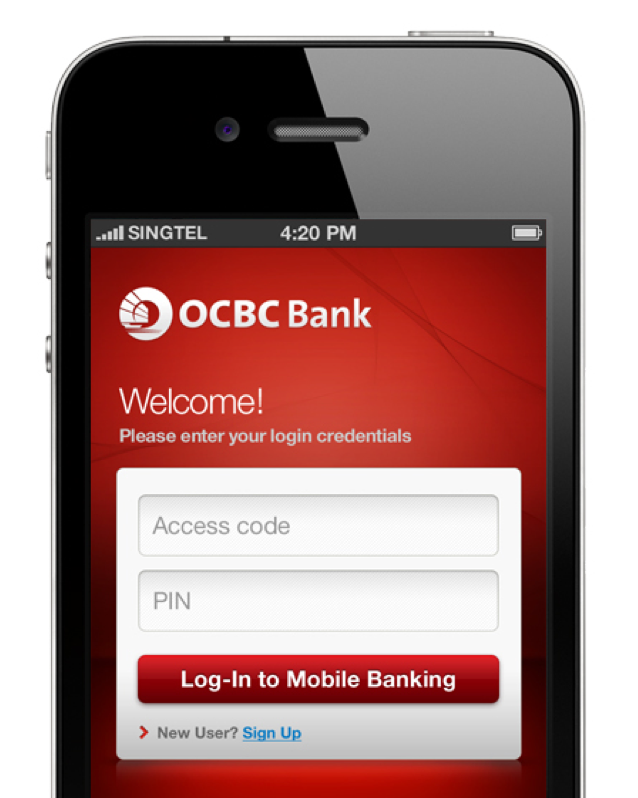 SINGTEL 4:20 PM
OCBC Bank
Welcome!
Please enter your login credentials
Access code
PIN
Log-In to Mobile Banking
New User? Sign Up